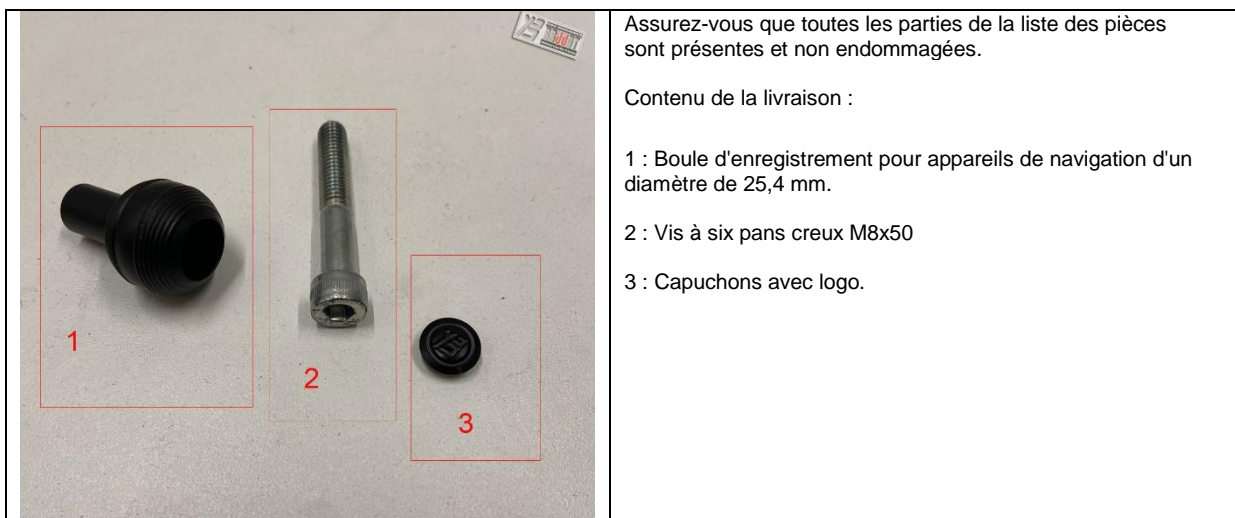 Assurez-vous que toutes les parties de la liste des pièces
sont présentes et non endommagées.
Contenu de la livraison :
1 : Boule d'enregistrement pour appareils de navigation d'un
diamètre de 25,4 mm.
2 : Vis à six pans creux M8x50
3 : Capuchons avec logo.
1
2
3